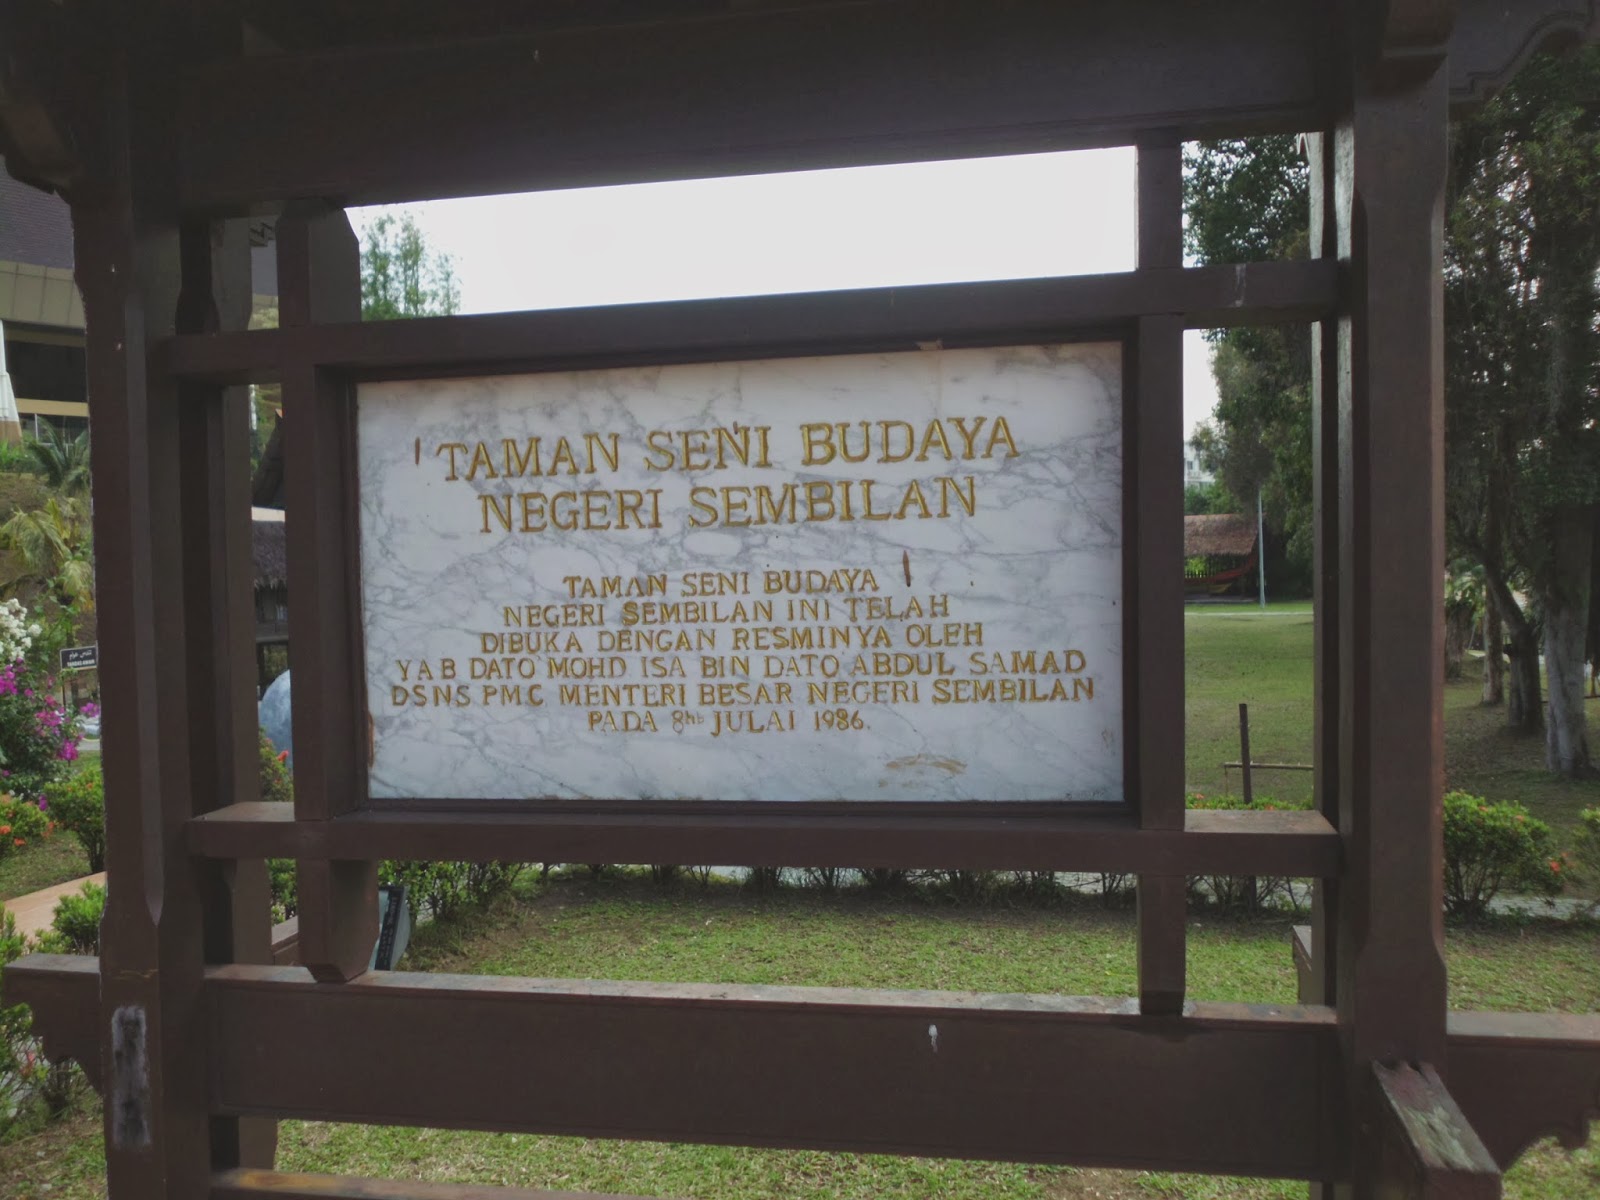 TAMAN SENI BUDAYA
NEGERI SEMBILAN
TAMAN SENI BUDAYA
NEGERI SEMBILAN INI TELAH
DIBUKA DENGAN RESMINYA OLEH
YAB DATO' MOHD ISA BIN DATO ABDUL SAMAD
DSNS PMC MENTERI BESAR NEGERI SEMBILAN
PADA 8hb JULAI 1986.